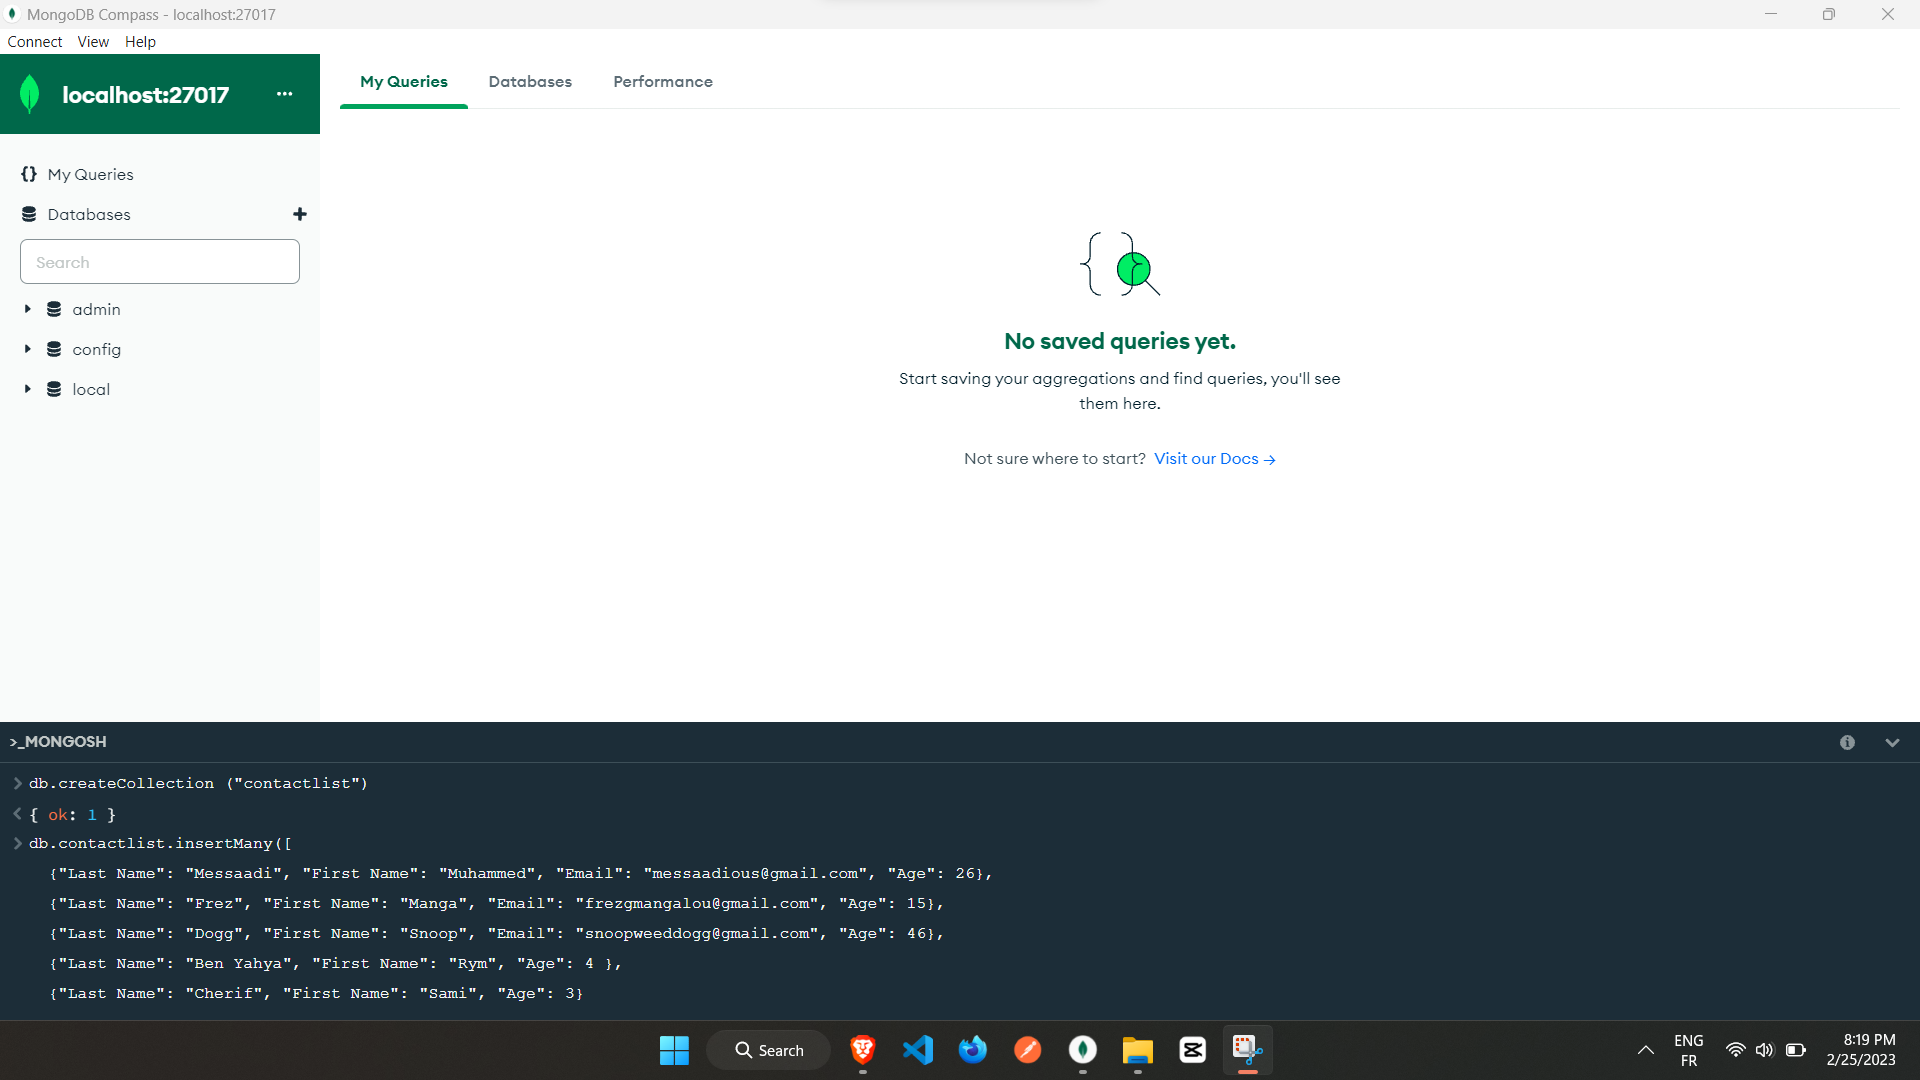 MongoDB Compass - localhost:27017
Connect View Help
localhost:27017 ...
My Queries Databases Performance
{} My Queries
Databases +
Search
admin
config
local
No saved queries yet.
Start saving your aggregations and find queries, you'll see
them here.
Not sure where to start? Visit our Docs →
>_MONGOSH
> db.createCollection ("contactlist")
< { ok: 1 }
> db.contactlist.insertMany([
{"Last Name": "Messaadi", "First Name": "Muhammed", "Email": "messaadious@gmail.com", "Age": 26},
{"Last Name": "Frez", "First Name": "Manga", "Email": "frezgmangalou@gmail.com", "Age": 15},
{"Last Name": "Dogg", "First Name": "Snoop", "Email": "snoopweeddogg@gmail.com", "Age": 46},
{"Last Name": "Ben Yahya", "First Name": "Rym", "Age": 4 },
{"Last Name": "Cherif", "First Name": "Sami", "Age": 3}
Search
ENG
FR
8:19 PM
2/25/2023